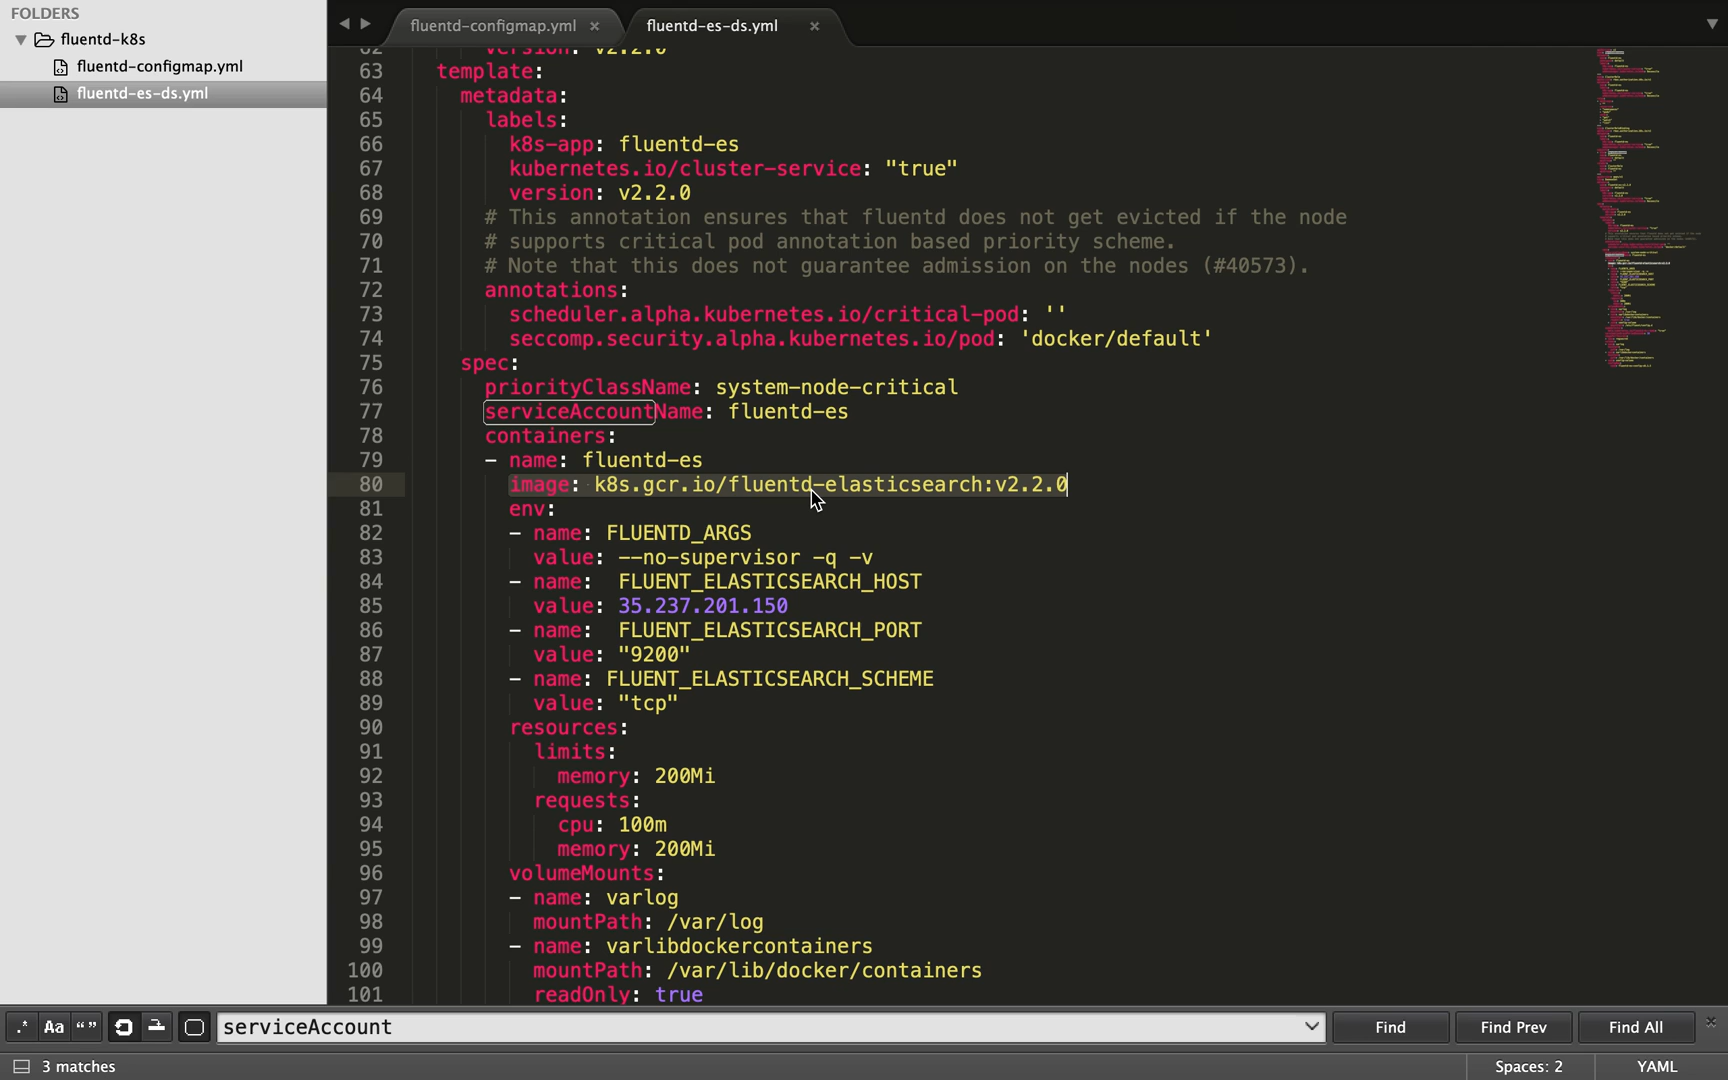 FOLDERS
fluentd-k8s
fluentd-configmap.yml
fluentd-es-ds.yml
fluentd-configmap.yml
fluentd-es-ds.yml
62 version: v2.2.0
63 template:
64 metadata:
65 labels:
66 k8s-app: fluentd-es
67 kubernetes.io/cluster-service: "true"
68 version: v2.2.0
69 # This annotation ensures that fluentd does not get evicted if the node
70 # supports critical pod annotation based priority scheme.
71 # Note that this does not guarantee admission on the nodes (#40573).
72 annotations:
73 scheduler.alpha.kubernetes.io/critical-pod: ''
74 seccomp.security.alpha.kubernetes.io/pod: 'docker/default'
75 spec:
76 priorityClassName: system-node-critical
77 serviceAccountName: fluentd-es
78 containers:
79 - name: fluentd-es
80 image: k8s.gcr.io/fluentd-elasticsearch:v2.2.0
81 env:
82 - name: FLUENTD_ARGS
83 value: --no-supervisor -q -v
84 - name:  FLUENT_ELASTICSEARCH_HOST
85 value: 35.237.201.150
86 - name:  FLUENT_ELASTICSEARCH_PORT
87 value: "9200"
88 - name: FLUENT_ELASTICSEARCH_SCHEME
89 value: "tcp"
90 resources:
91 limits:
92 memory: 200Mi
93 requests:
94 cpu: 100m
95 memory: 200Mi
96 volumeMounts:
97 - name: varlog
98 mountPath: /var/log
99 - name: varlibdockercontainers
100 mountPath: /var/lib/docker/containers
101 readOnly: true
.* Aa “” serviceAccount Find Find Prev Find All
3 matches Spaces: 2 YAML